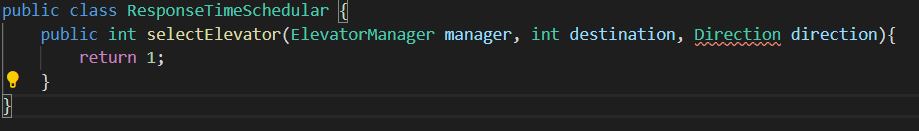 public class ResponseTimeSchedular {
    public int selectElevator(ElevatorManager manager, int destination, Direction direction){
        return 1;
    }
}